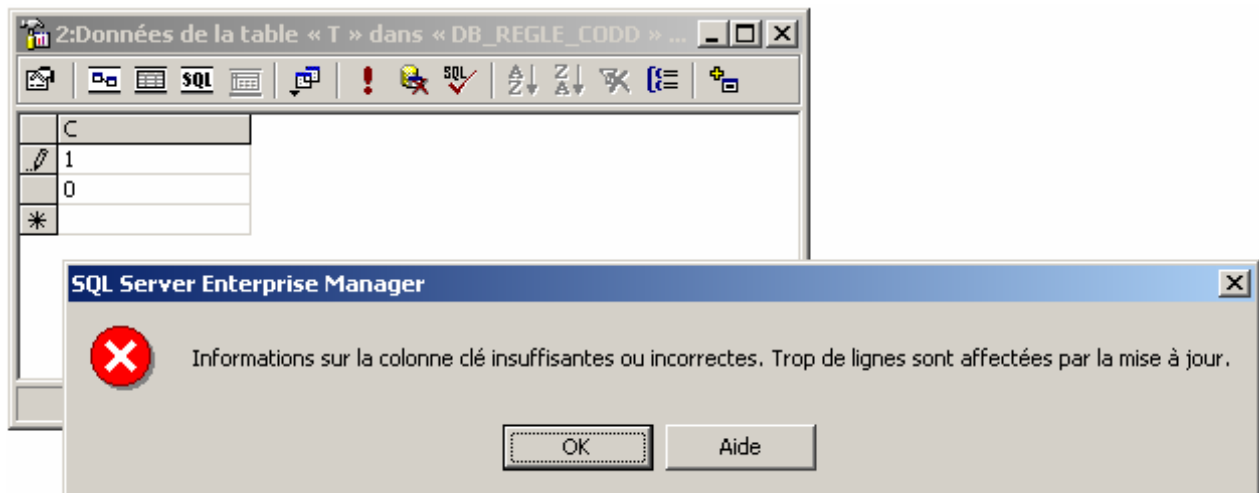 2:Données de la table « T » dans « DB_REGLE_CODD » ...
SQL
SQL
A
Z
Z
A
C
1
0
SQL Server Enterprise Manager
Informations sur la colonne clé insuffisantes ou incorrectes. Trop de lignes sont affectées par la mise à jour.
OK
Aide